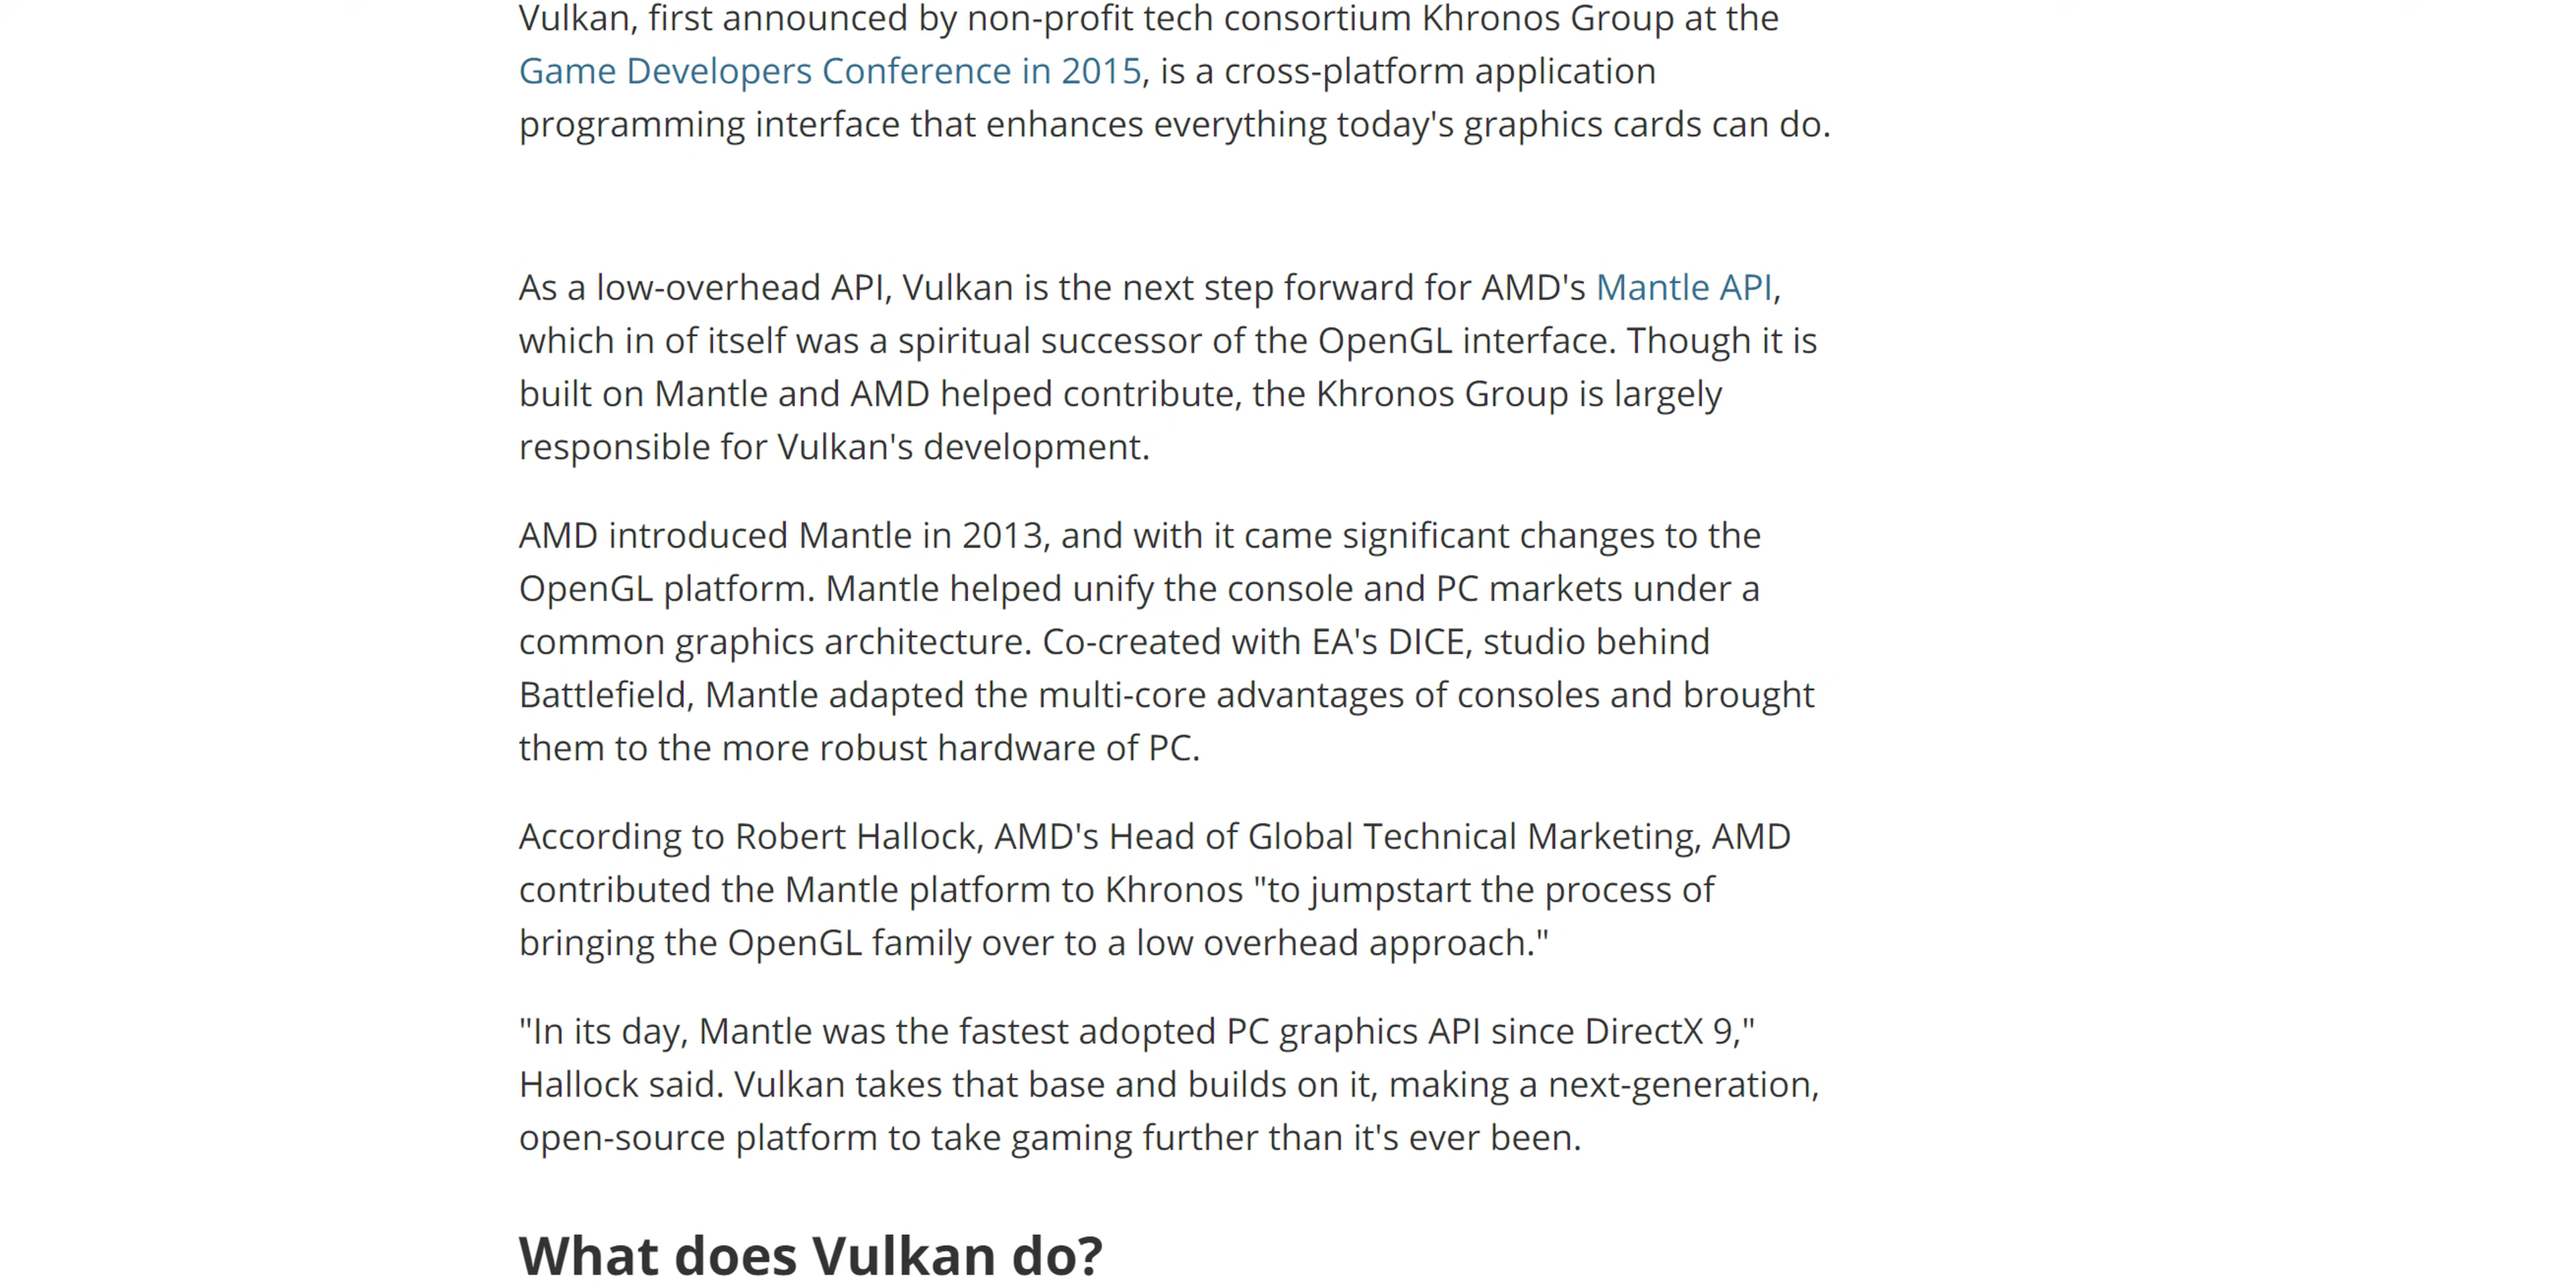 Vulkan, first announced by non-profit tech consortium Khronos Group at the
Game Developers Conference in 2015, is a cross-platform application
programming interface that enhances everything today's graphics cards can do.
As a low-overhead API, Vulkan is the next step forward for AMD's Mantle API,
which in of itself was a spiritual successor of the OpenGL interface. Though it is
built on Mantle and AMD helped contribute, the Khronos Group is largely
responsible for Vulkan's development.
AMD introduced Mantle in 2013, and with it came significant changes to the
OpenGL platform. Mantle helped unify the console and PC markets under a
common graphics architecture. Co-created with EA's DICE, studio behind
Battlefield, Mantle adapted the multi-core advantages of consoles and brought
them to the more robust hardware of PC.
According to Robert Hallock, AMD's Head of Global Technical Marketing, AMD
contributed the Mantle platform to Khronos "to jumpstart the process of
bringing the OpenGL family over to a low overhead approach."
"In its day, Mantle was the fastest adopted PC graphics API since DirectX 9,"
Hallock said. Vulkan takes that base and builds on it, making a next-generation,
open-source platform to take gaming further than it's ever been.
What does Vulkan do?